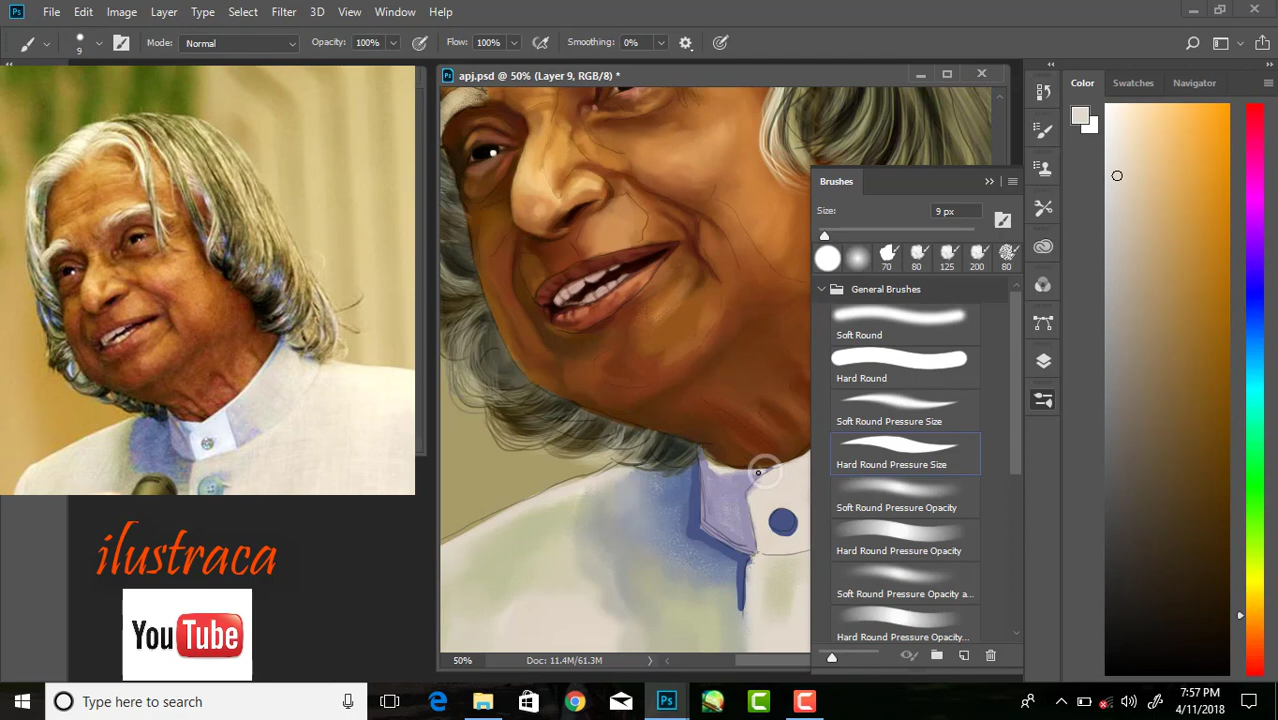 Ps File Edit Image Layer Type Select Filter 3D View Window Help
9 Mode: Normal Opacity: 100% Flow: 100% Smoothing: 0%
Ps apj.psd @ 50% (Layer 9, RGB/8) *
Color Swatches Navigator
Brushes
Size: 9 px
70 80 125 200 80
General Brushes
Soft Round
Hard Round
Soft Round Pressure Size
Hard Round Pressure Size
Soft Round Pressure Opacity
Hard Round Pressure Opacity
Soft Round Pressure Opacity a...
Hard Round Pressure Opacity...
ilustraca
YouTube
50% Doc: 11.4M/61.3M
Type here to search
Ps
7:57 PM
4/11/2018